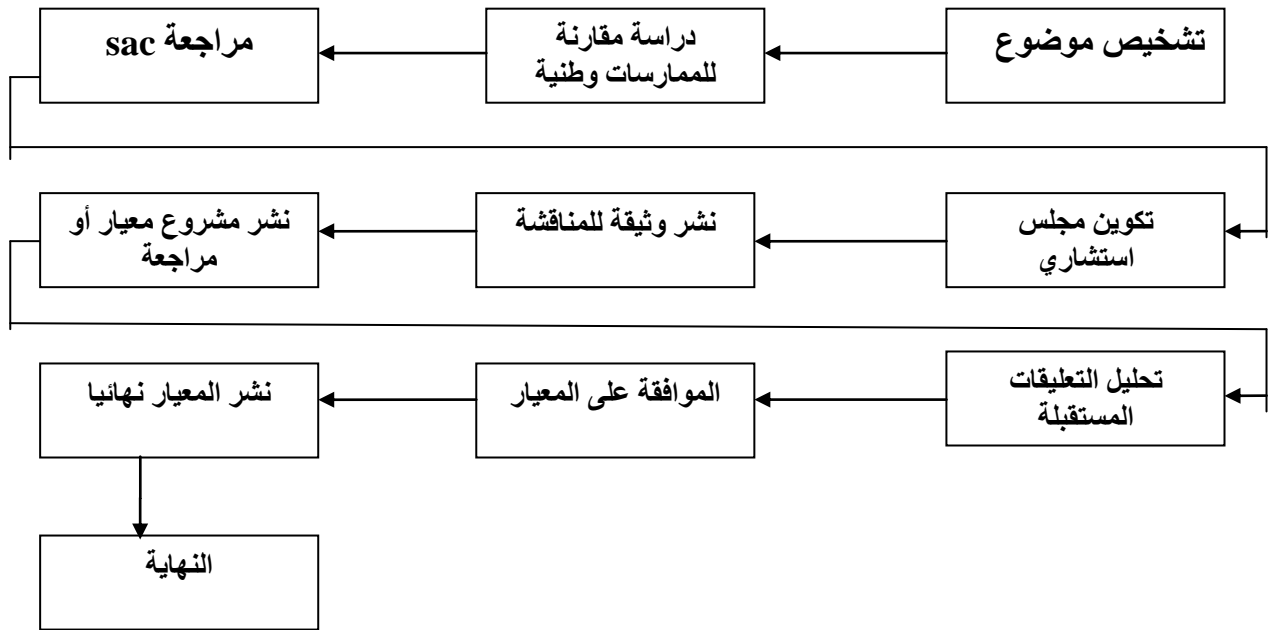 تشخيص موضوع
دراسة مقارنة
للممارسات وطنية
مراجعة sac
تكوين مجلس
استشاري
نشر وثيقة للمناقشة
نشر مشروع معيار أو
مراجعة
تحليل التعليقات
المستقبلة
الموافقة على المعيار
نشر المعيار نهائيا
النهاية